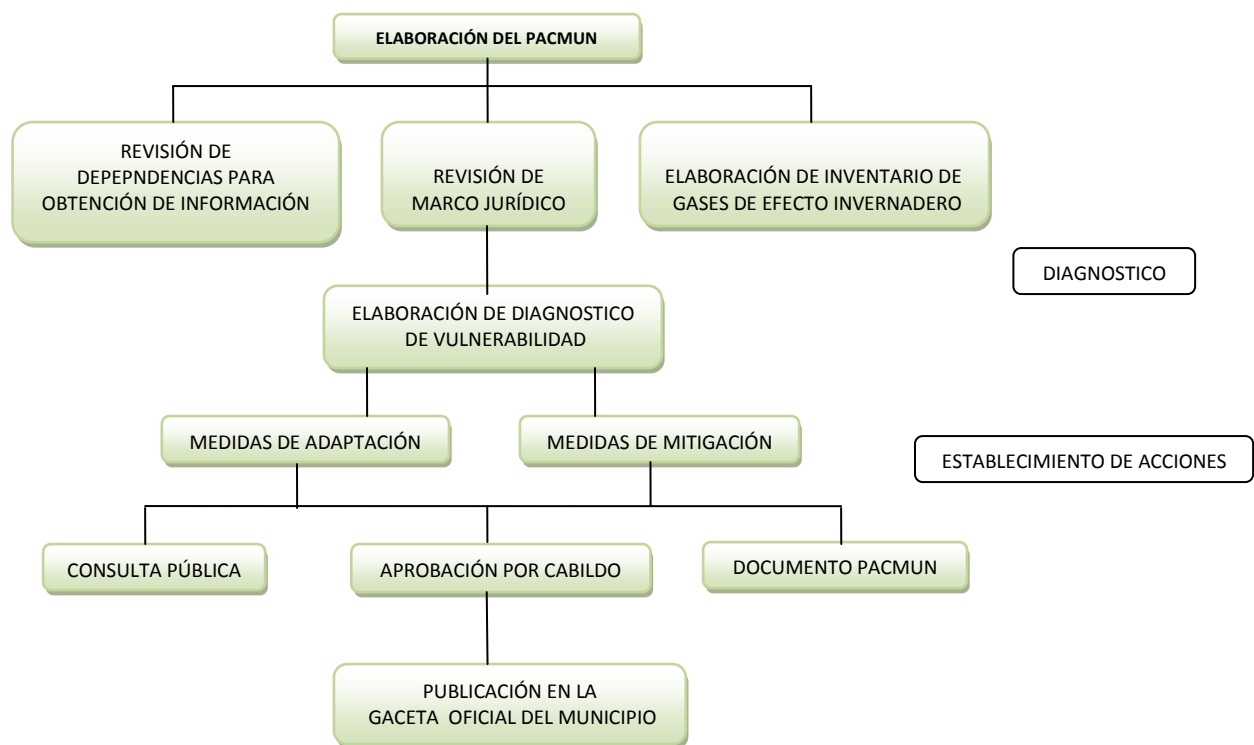 ELABORACIÓN DEL PACMUN
REVISIÓN DE
DEPEPNDENCIAS PARA
OBTENCIÓN DE INFORMACIÓN
REVISIÓN DE
MARCO JURÍDICO
ELABORACIÓN DE INVENTARIO DE
GASES DE EFECTO INVERNADERO
DIAGNOSTICO
ELABORACIÓN DE DIAGNOSTICO
DE VULNERABILIDAD
MEDIDAS DE ADAPTACIÓN
MEDIDAS DE MITIGACIÓN
ESTABLECIMIENTO DE ACCIONES
CONSULTA PÚBLICA
APROBACIÓN POR CABILDO
DOCUMENTO PACMUN
PUBLICACIÓN EN LA
GACETA OFICIAL DEL MUNICIPIO